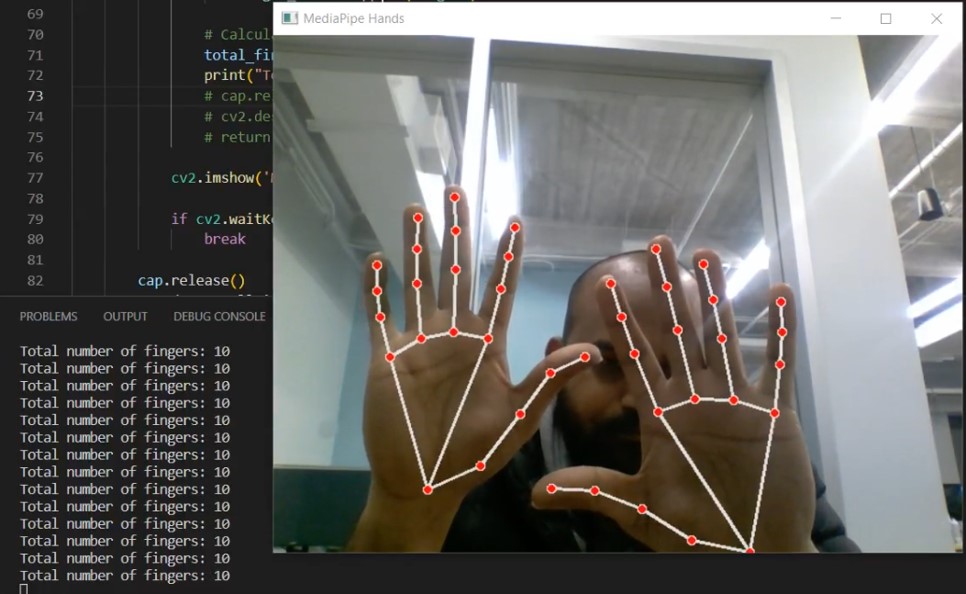 MediaPipe Hands
69
70 # Calcul
71 total_fi
72 print("T
73 # cap.re
74 # cv2.de
75 # return
76
77 cv2.imshow('
78
79 if cv2.waitK
80 break
81
82 cap.release()
PROBLEMS OUTPUT DEBUG CONSOLE
Total number of fingers: 10
Total number of fingers: 10
Total number of fingers: 10
Total number of fingers: 10
Total number of fingers: 10
Total number of fingers: 10
Total number of fingers: 10
Total number of fingers: 10
Total number of fingers: 10
Total number of fingers: 10
Total number of fingers: 10
Total number of fingers: 10
Total number of fingers: 10
Total number of fingers: 10